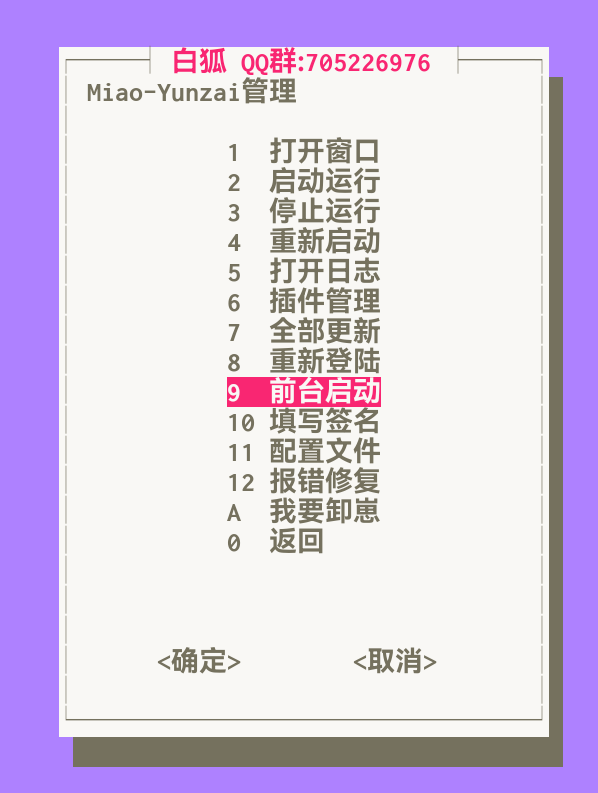 白狐 QQ群:705226976
Miao-Yunzai管理
1 打开窗口
2 启动运行
3 停止运行
4 重新启动
5 打开日志
6 插件管理
7 全部更新
8 重新登陆
9 前台启动
10 填写签名
11 配置文件
12 报错修复
A 我要卸崽
0 返回
<确定> <取消>